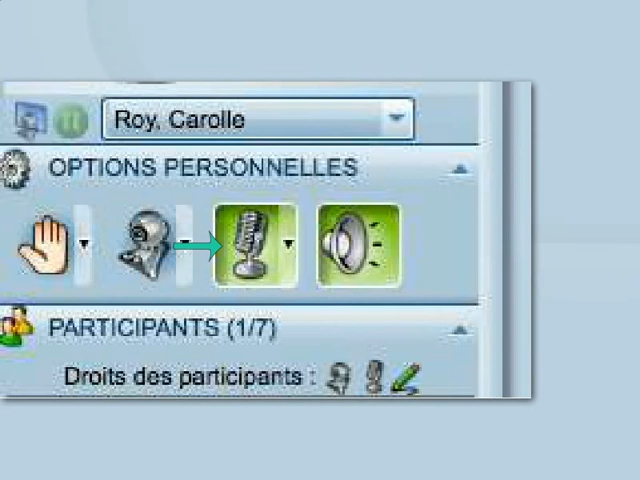 Roy, Carolle
OPTIONS PERSONNELLES
PARTICIPANTS (1/7)
Droits des participants :